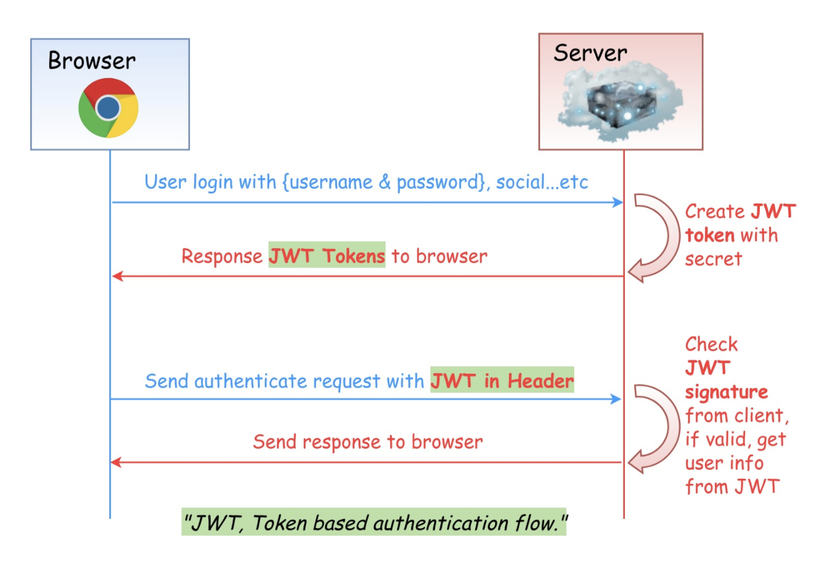 Browser
Server
User login with {username & password}, social...etc
Create JWT
token with
secret
Response JWT Tokens to browser
Check
JWT
signature
from client,
if valid, get
user info
from JWT
Send authenticate request with JWT in Header
Send response to browser
"JWT, Token based authentication flow."